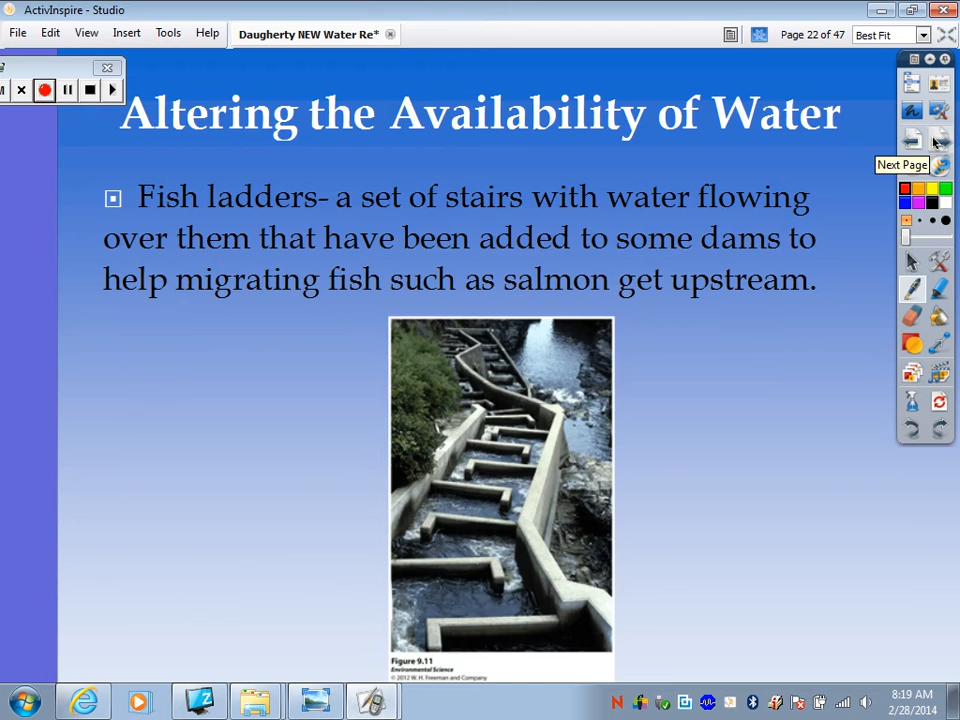 ActivInspire - Studio
File Edit View Insert Tools Help Daugherty NEW Water Re* Page 22 of 47 Best Fit
Altering the Availability of Water
Next Page
Fish ladders- a set of stairs with water flowing
over them that have been added to some dams to
help migrating fish such as salmon get upstream.
Figure 9.11
Environmental Science
© 2012 W. H. Freeman and Company
8:19 AM
2/28/2014